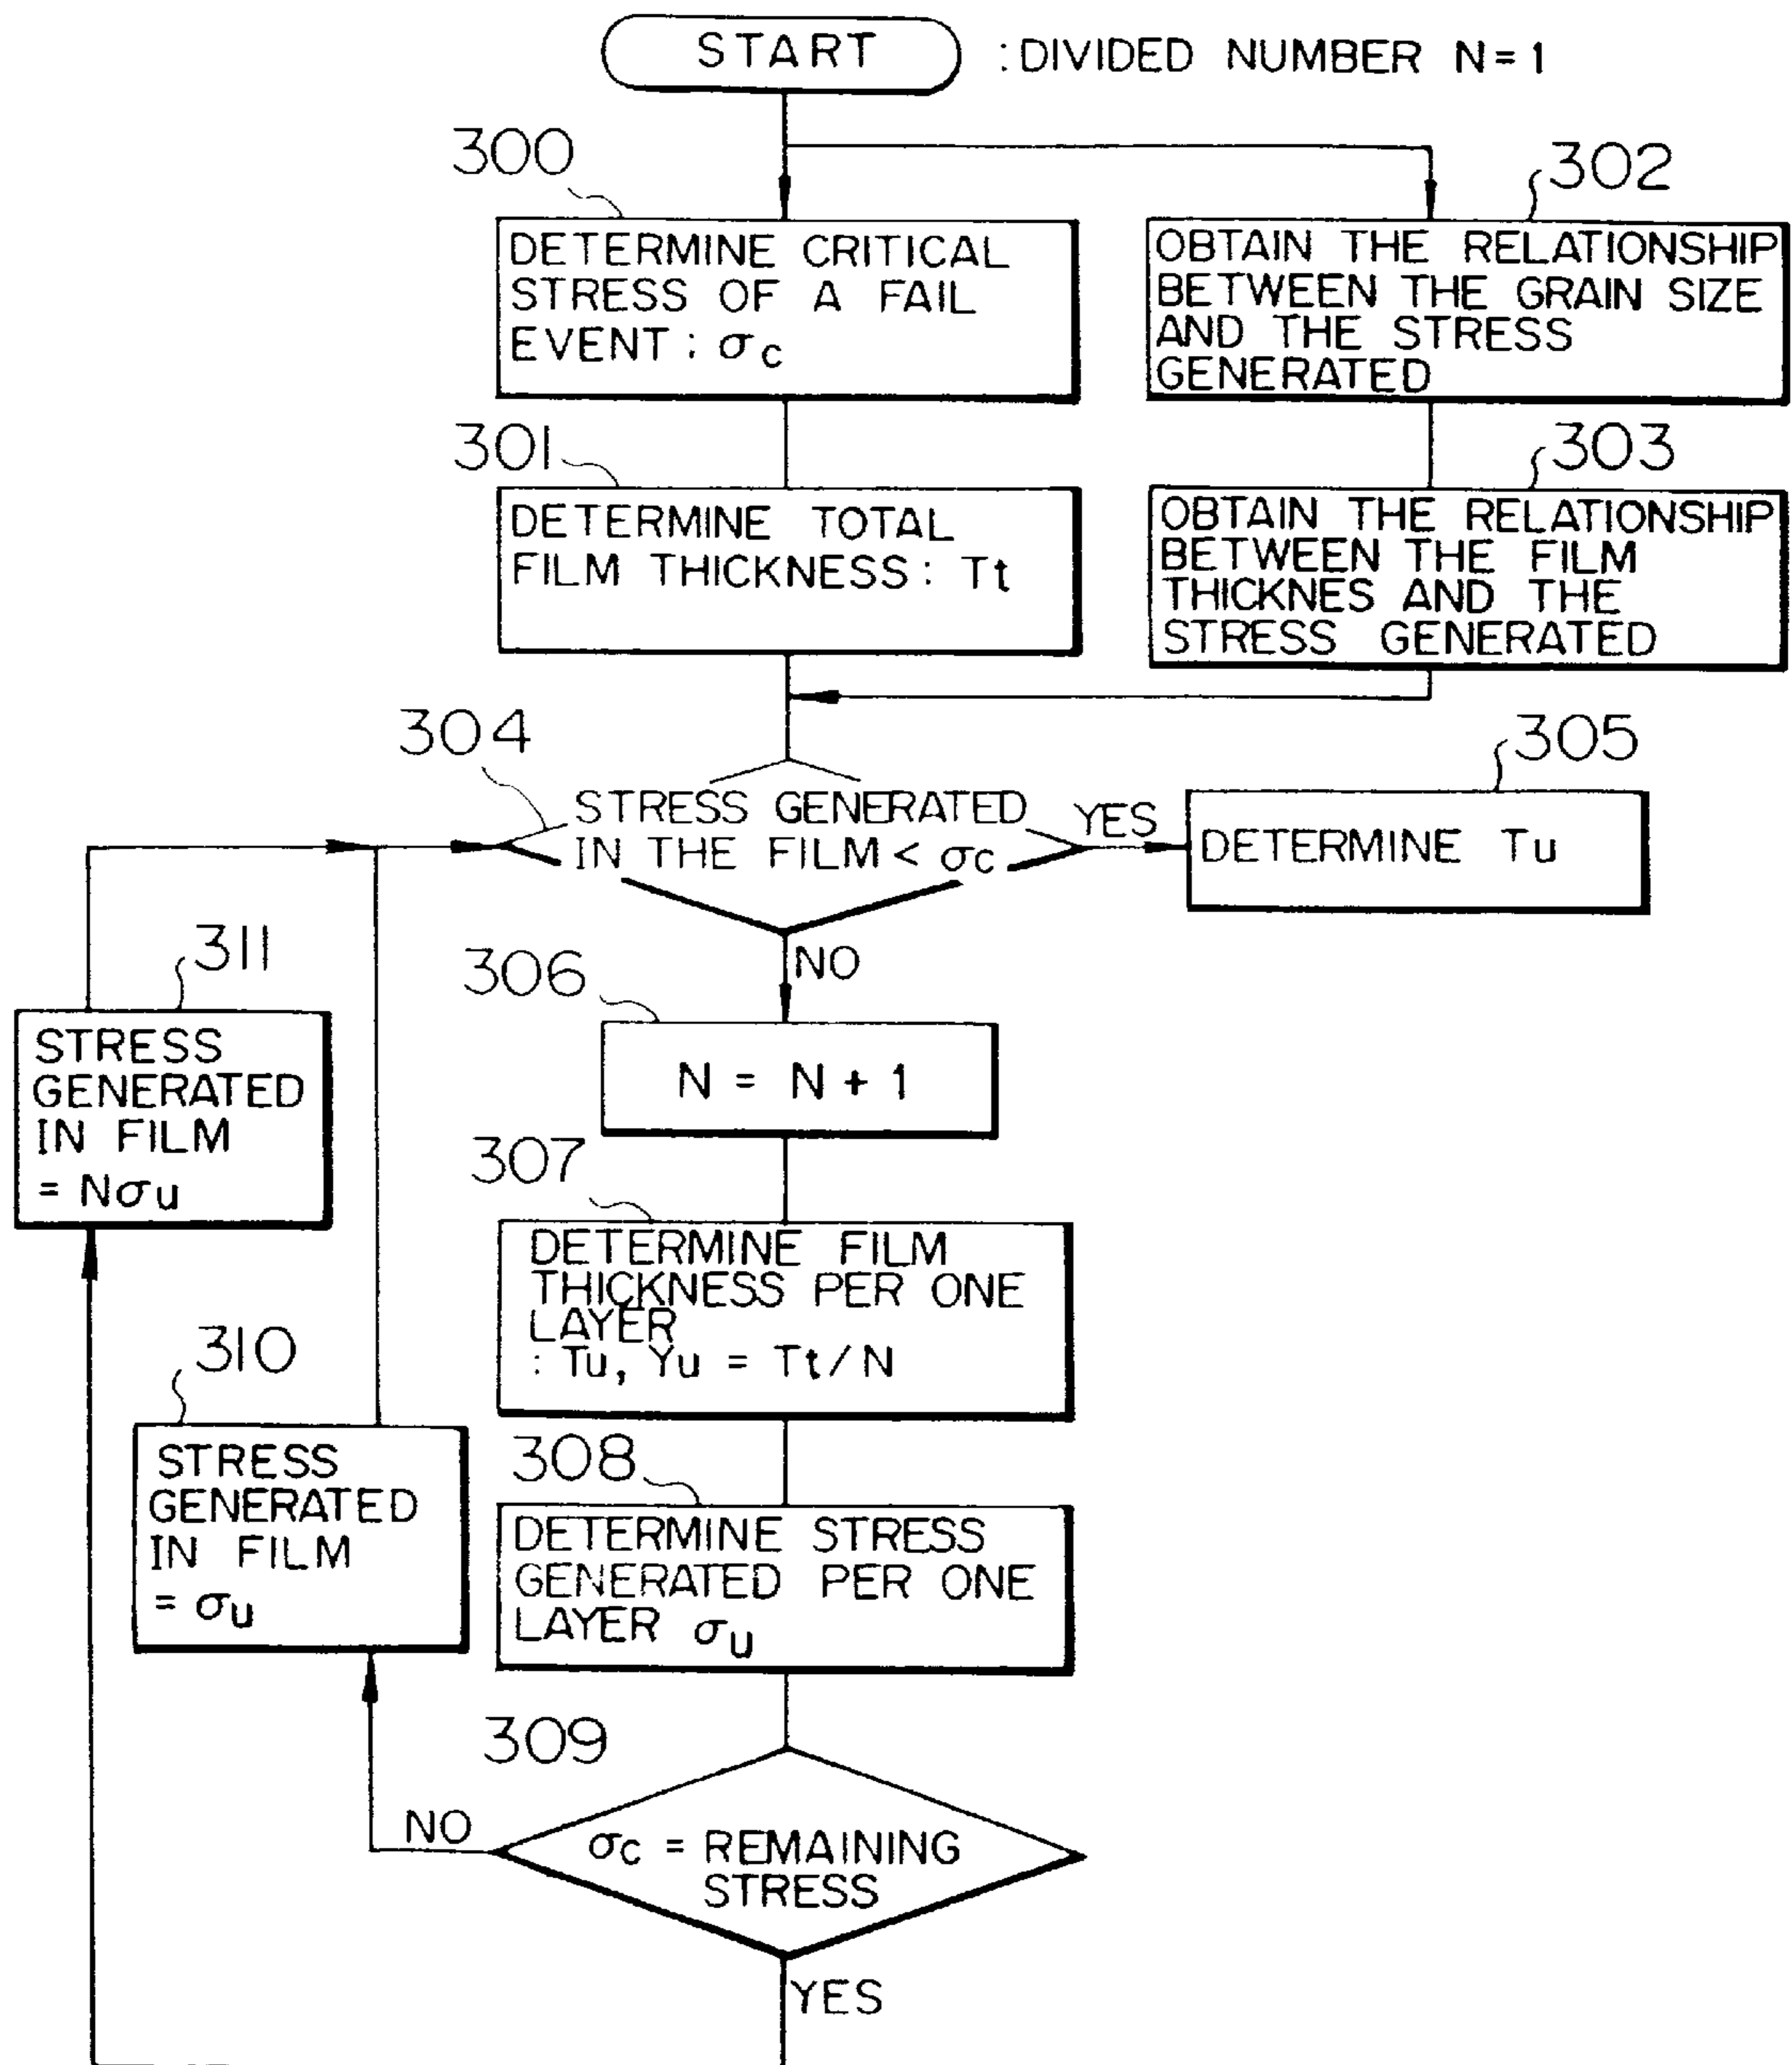 START
: DIVIDED NUMBER N=1
300
DETERMINE CRITICAL
STRESS OF A FAIL
EVENT : σc
302
OBTAIN THE RELATIONSHIP
BETWEEN THE GRAIN SIZE
AND THE STRESS
GENERATED
301
DETERMINE TOTAL
FILM THICKNESS : Tt
303
OBTAIN THE RELATIONSHIP
BETWEEN THE FILM
THICKNES AND THE
STRESS GENERATED
304
STRESS GENERATED
IN THE FILM < σc
YES
305
DETERMINE Tu
NO
306
N = N + 1
311
STRESS
GENERATED
IN FILM
= Nσu
307
DETERMINE FILM
THICKNESS PER ONE
LAYER
: Tu, Yu = Tt/N
310
STRESS
GENERATED
IN FILM
= σu
308
DETERMINE STRESS
GENERATED PER ONE
LAYER σu
309
σc = REMAINING
STRESS
NO
YES